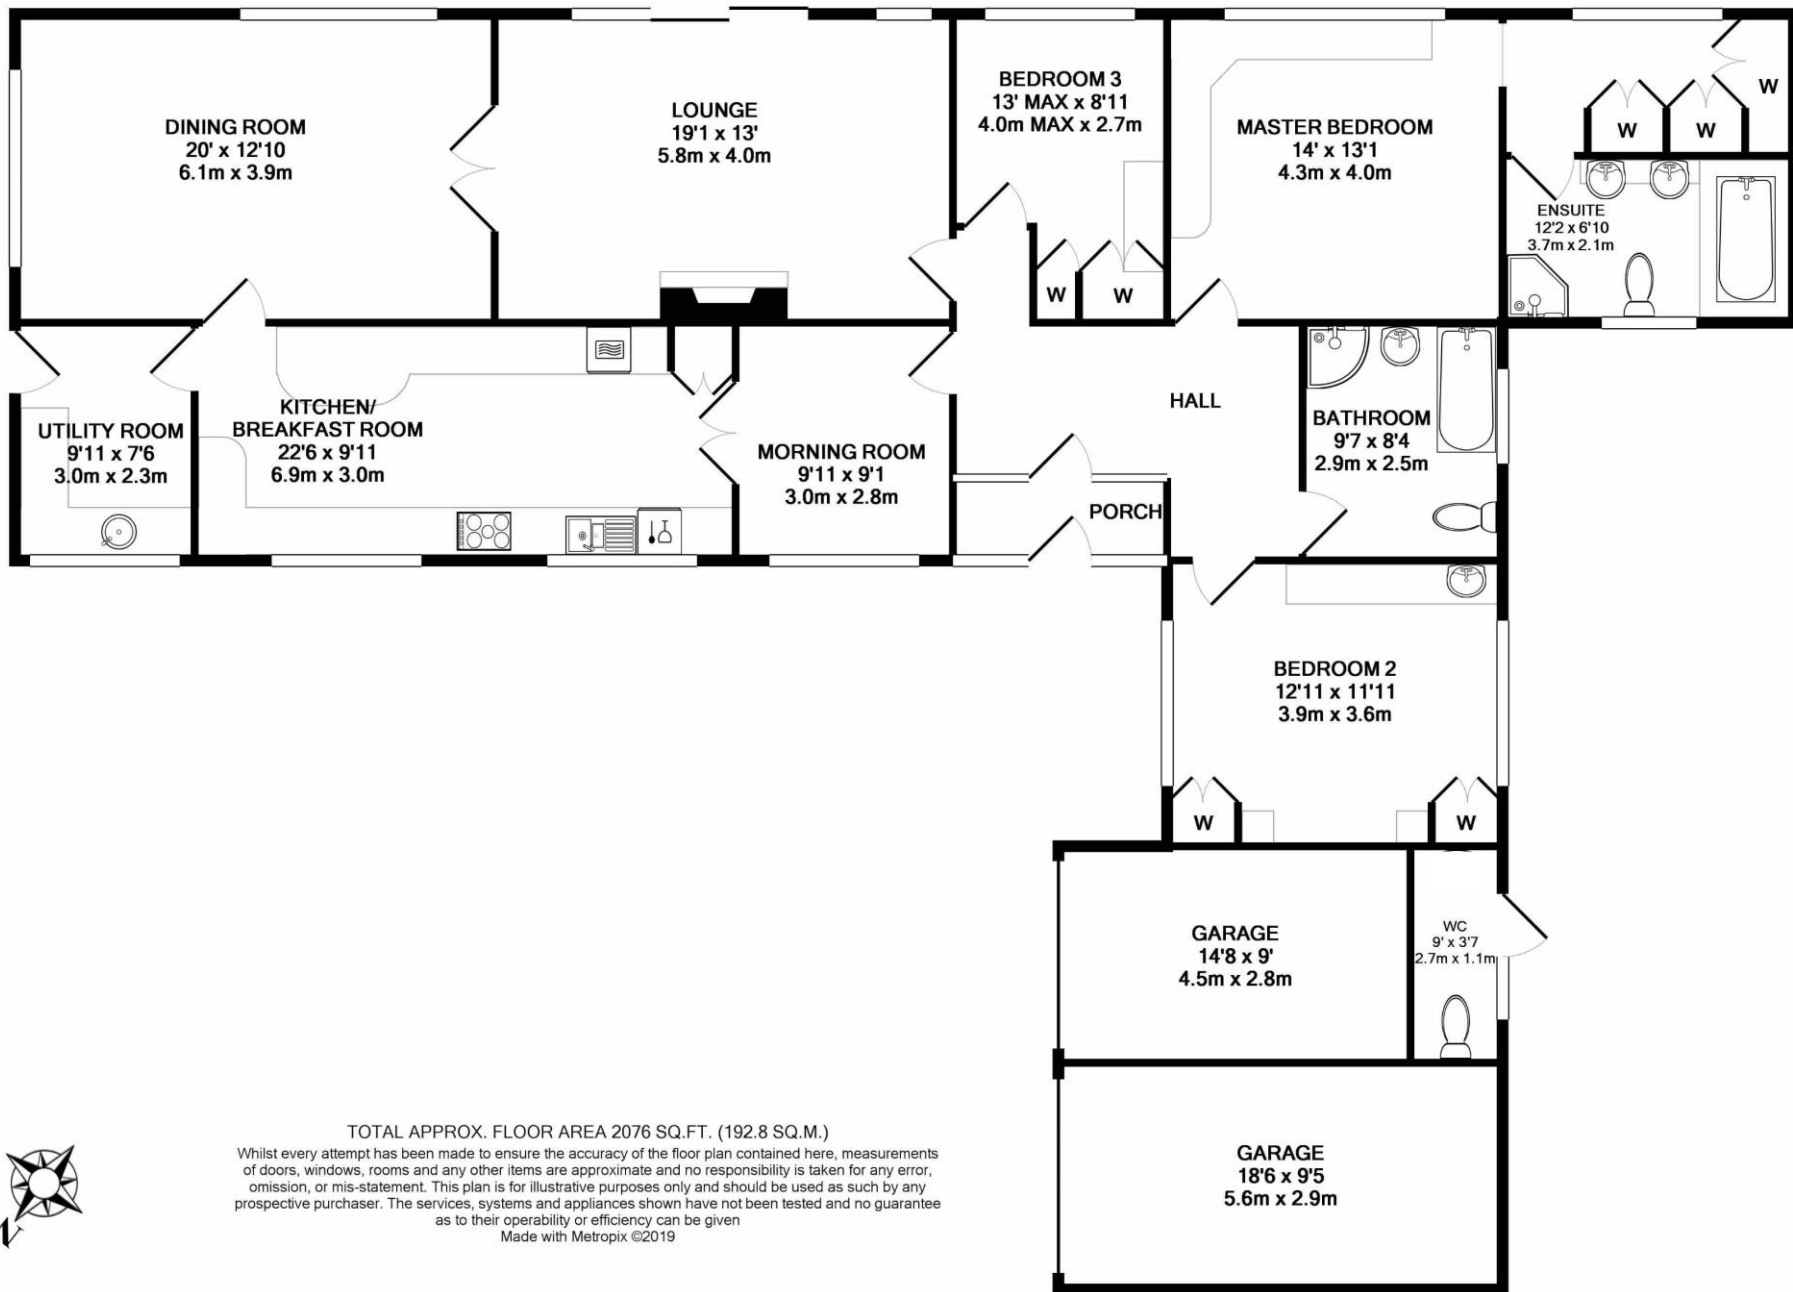 DINING ROOM
20' x 12'10
6.1m x 3.9m
LOUNGE
19'1 x 13'
5.8m x 4.0m
BEDROOM 3
13' MAX x 8'11
4.0m MAX x 2.7m
W
W
MASTER BEDROOM
14' x 13'1
4.3m x 4.0m
W
W
W
ENSUITE
12'2 x 6'10
3.7m x 2.1m
UTILITY ROOM
9'11 x 7'6
3.0m x 2.3m
KITCHEN/
BREAKFAST ROOM
22'6 x 9'11
6.9m x 3.0m
MORNING ROOM
9'11 x 9'1
3.0m x 2.8m
HALL
PORCH
BATHROOM
9'7 x 8'4
2.9m x 2.5m
BEDROOM 2
12'11 x 11'11
3.9m x 3.6m
W
W
GARAGE
14'8 x 9'
4.5m x 2.8m
WC
9' x 3'7
2.7m x 1.1m
GARAGE
18'6 x 9'5
5.6m x 2.9m
N
TOTAL APPROX. FLOOR AREA 2076 SQ.FT. (192.8 SQ.M.)
Whilst every attempt has been made to ensure the accuracy of the floor plan contained here, measurements
of doors, windows, rooms and any other items are approximate and no responsibility is taken for any error,
omission, or mis-statement. This plan is for illustrative purposes only and should be used as such by any
prospective purchaser. The services, systems and appliances shown have not been tested and no guarantee
as to their operability or efficiency can be given
Made with Metropix ©2019